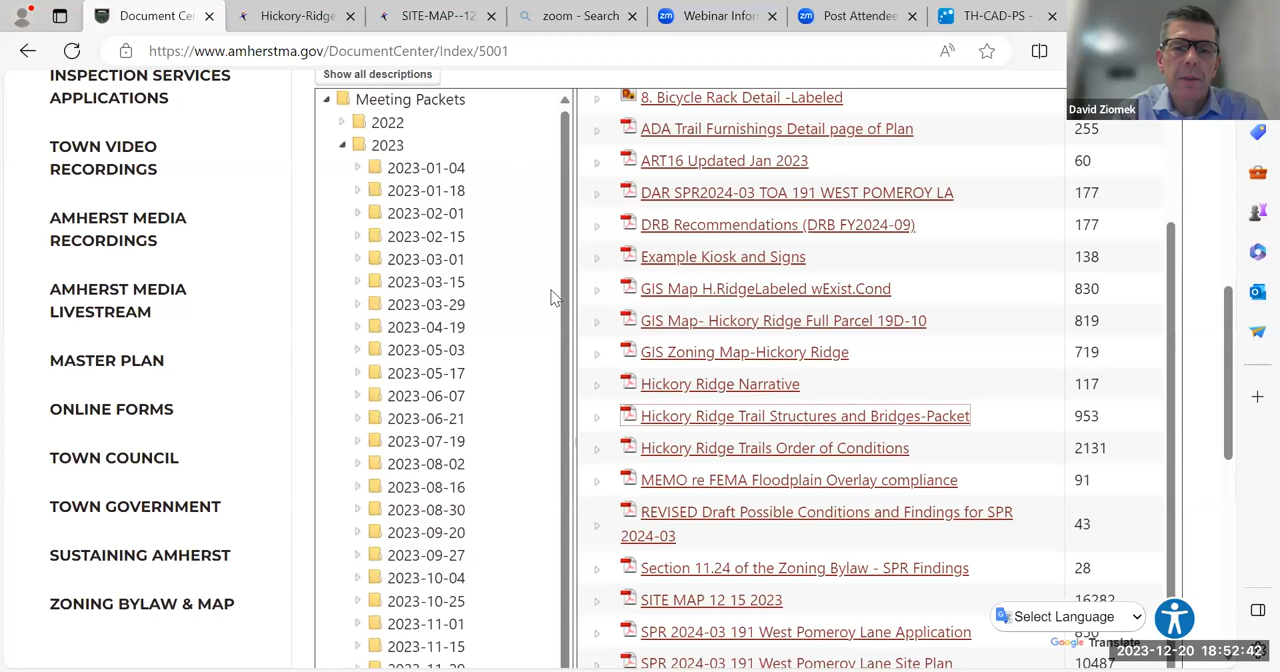 Document Ce
Hickory-Ridge
SITE-MAP--12
zoom - Search
Webinar Infor
Post Attendee
TH-CAD-PS -
https://www.amherstma.gov/DocumentCenter/Index/5001
David Ziomek
INSPECTION SERVICES
APPLICATIONS
TOWN VIDEO
RECORDINGS
AMHERST MEDIA
RECORDINGS
AMHERST MEDIA
LIVESTREAM
MASTER PLAN
ONLINE FORMS
TOWN COUNCIL
TOWN GOVERNMENT
SUSTAINING AMHERST
ZONING BYLAW & MAP
Show all descriptions
Meeting Packets
2022
2023
2023-01-04
2023-01-18
2023-02-01
2023-02-15
2023-03-01
2023-03-15
2023-03-29
2023-04-19
2023-05-03
2023-05-17
2023-06-07
2023-06-21
2023-07-19
2023-08-02
2023-08-16
2023-08-30
2023-09-20
2023-09-27
2023-10-04
2023-10-25
2023-11-01
2023-11-15
8. Bicycle Rack Detail -Labeled
ADA Trail Furnishings Detail page of Plan 255
ART16 Updated Jan 2023 60
DAR SPR2024-03 TOA 191 WEST POMEROY LA 177
DRB Recommendations (DRB FY2024-09) 177
Example Kiosk and Signs 138
GIS Map H.RidgeLabeled wExist.Cond 830
GIS Map- Hickory Ridge Full Parcel 19D-10 819
GIS Zoning Map-Hickory Ridge 719
Hickory Ridge Narrative 117
Hickory Ridge Trail Structures and Bridges-Packet 953
Hickory Ridge Trails Order of Conditions 2131
MEMO re FEMA Floodplain Overlay compliance 91
REVISED Draft Possible Conditions and Findings for SPR
2024-03 43
Section 11.24 of the Zoning Bylaw - SPR Findings 28
SITE MAP 12 15 2023 16282
SPR 2024-03 191 West Pomeroy Lane Application
SPR 2024-03 191 West Pomeroy Lane Site Plan 10487
Select Language
Google Translate
2023-12-20 18:52:42